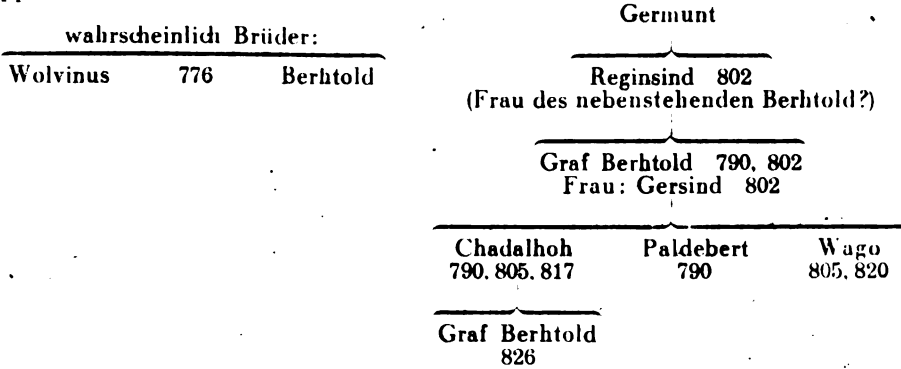 Germunt
wahrscheinlich Brüder:
Wolvinus 776 Berhtold
Reginsind 802
(Frau des nebenstehenden Berhtold?)
Graf Berhtold 790, 802
Frau: Gersind 802
Chadalhoh Paldebert Wago
790, 805, 817 790 805, 820
Graf Berhtold
826